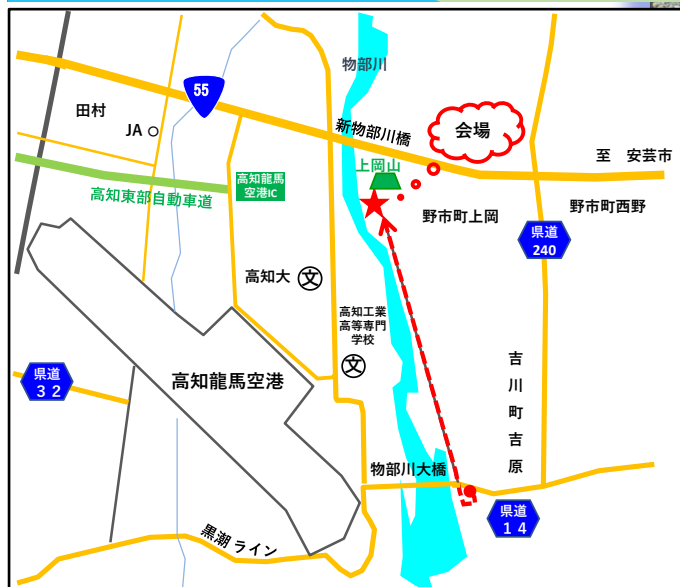 物部川
55
田村
JA
新物部川橋
会場
至 安芸市
上岡山
高知龍馬
空港IC
高知東部自動車道
野市町上岡
野市町西野
県道
240
高知大
文
高知工業
高等専門
学校
文
吉川町吉原
県道
32
高知龍馬空港
物部川大橋
県道
14
黒潮ライン